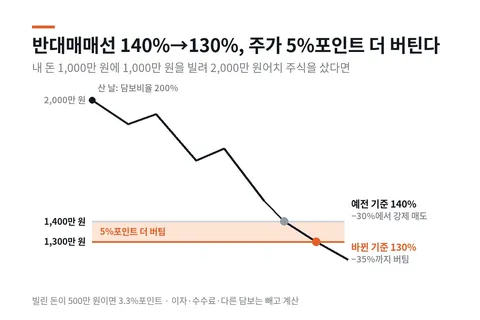 반대매매선 140%→130%, 주가 5%포인트 더 버틴다
내 돈 1,000만 원에 1,000만 원을 빌려 2,000만 원어치 주식을 샀다면
산 날: 담보비율 200%
2,000만 원
예전 기준 140%
−30%에서 강제 매도
1,400만 원
5%포인트 더 버팀
1,300만 원
바뀐 기준 130%
−35%까지 버팀
빌린 돈이 500만 원이면 3.3%포인트 · 이자·수수료·다른 담보는 빼고 계산